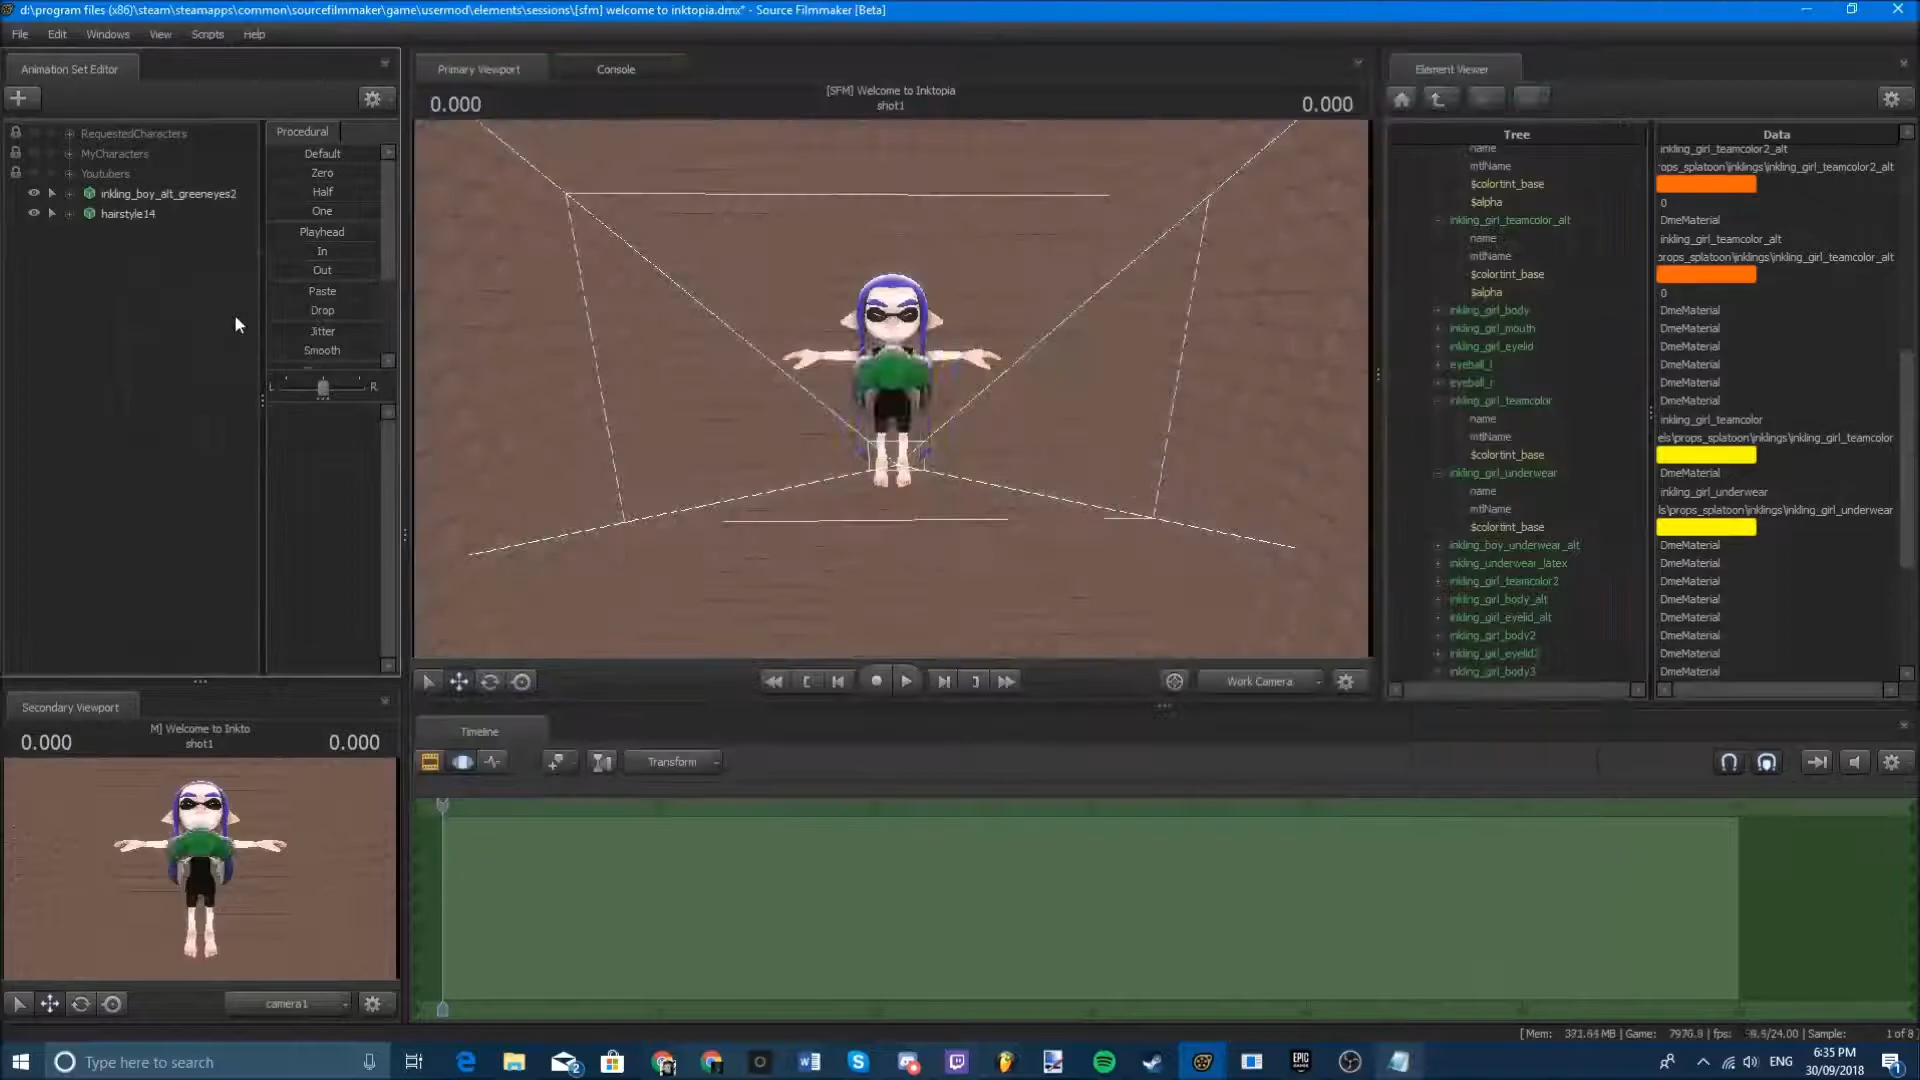 d:\program files (x86)\steam\steamapps\common\sourcefilmmaker\game\usermod\elements\sessions\[sfm] welcome to inktopia.dmx* - Source Filmmaker [Beta]
File Edit Windows View Scripts Help
Animation Set Editor
RequestedCharacters
MyCharacters
Youtubers
inkling_boy_alt_greeneyes2
hairstyle14
Procedural
Default
Zero
Half
One
Playhead
In
Out
Paste
Drop
Jitter
Smooth
L R
Primary Viewport Console
0.000 [SFM] Welcome to Inktopia 0.000
shot1
Work Camera
Element Viewer
Tree Data
name inkling_girl_teamcolor2_alt
mtlName ops_splatoon\inklings\inkling_girl_teamcolor2_alt
$colortint_base
$alpha 0
inkling_girl_teamcolor_alt DmeMaterial
name inkling_girl_teamcolor_alt
mtlName props_splatoon\inklings\inkling_girl_teamcolor_alt
$colortint_base
$alpha 0
inkling_girl_body DmeMaterial
inkling_girl_mouth DmeMaterial
inkling_girl_eyelid DmeMaterial
eyeball_l DmeMaterial
eyeball_r DmeMaterial
inkling_girl_teamcolor DmeMaterial
name inkling_girl_teamcolor
mtlName els\props_splatoon\inklings\inkling_girl_teamcolor
$colortint_base
inkling_girl_underwear DmeMaterial
name inkling_girl_underwear
mtlName ls\props_splatoon\inklings\inkling_girl_underwear
$colortint_base
inkling_boy_underwear_alt DmeMaterial
inkling_underwear_latex DmeMaterial
inkling_girl_teamcolor2 DmeMaterial
inkling_girl_body_alt DmeMaterial
inkling_girl_eyelid_alt DmeMaterial
inkling_girl_body2 DmeMaterial
inkling_girl_eyelid2 DmeMaterial
inkling_girl_body3 DmeMaterial
Secondary Viewport
0.000 M] Welcome to Inkto 0.000
shot1
camera1
Timeline
Transform
[ Mem: 371.64 MB | Game: 7970.8 | fps: /24.00 | Sample: 1 of 8 ]
Type here to search
2
EPIC GAMES
ENG
6:35 PM
30/09/2018
1